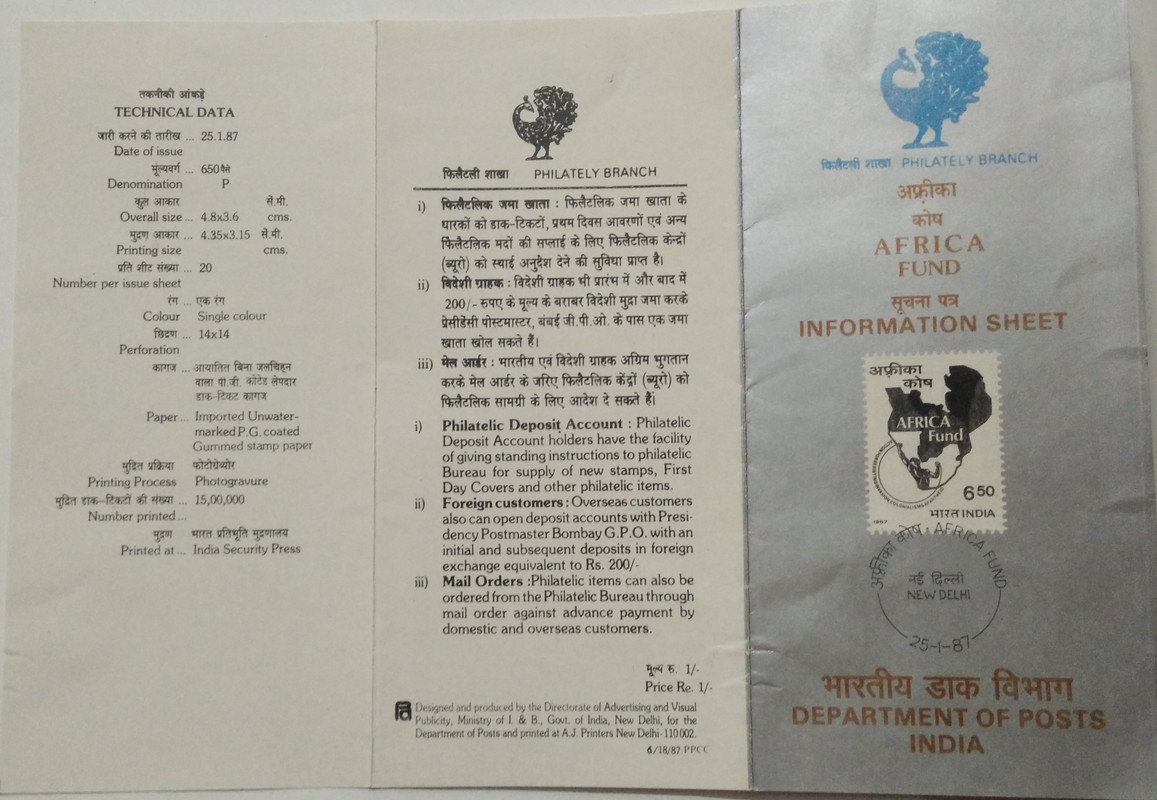 तकनीकी आंकड़े
TECHNICAL DATA
जारी करने की तारीख ... 25.1.87
Date of issue
मूल्यवर्ग ... 650 पैसे
Denomination P
कुल आकार सें.मी.
Overall size ... 4.8x3.6 cms.
मुद्रण आकार ... 4.35x3.15 सें.मी.
Printing size cms.
प्रति शीट संख्या ... 20
Number per issue sheet
रंग ... एक रंग
Colour Single colour
छिद्रण ... 14x14
Perforation
कागज ... आयातित बिना जलचिह्न
वाला पी.जी. कोटेड लेपदार
डाक-टिकट कागज
Paper ... Imported Unwater-
marked P.G. coated
Gummed stamp paper
मुद्रित प्रक्रिया फोटोग्रेव्योर
Printing Process Photogravure
मुद्रित डाक-टिकटों की संख्या ... 15,00,000
Number printed ...
मुद्रण भारत प्रतिभूति मुद्रणालय
Printed at ... India Security Press
फिलैटली शाखा PHILATELY BRANCH
i) फिलैटलिक जमा खाता : फिलैटलिक जमा खाता के
धारकों को डाक-टिकटों, प्रथम दिवस आवरणों एवं अन्य
फिलैटलिक मदों की सप्लाई के लिए फिलैटलिक केन्द्रों
(ब्यूरो) को स्थाई अनुदेश देने की सुविधा प्राप्त है।
ii) विदेशी ग्राहक : विदेशी ग्राहक भी प्रारंभ में और बाद में
200/- रुपए के मूल्य के बराबर विदेशी मुद्रा जमा करके
प्रेसीडेंसी पोस्टमास्टर, बंबई जी.पी.ओ. के पास एक जमा
खाता खोल सकते हैं।
iii) मेल आर्डर : भारतीय एवं विदेशी ग्राहक अग्रिम भुगतान
करके मेल आर्डर के जरिए फिलैटलिक केंद्रों (ब्यूरो) को
फिलैटलिक सामग्री के लिए आदेश दे सकते हैं।
i) Philatelic Deposit Account : Philatelic
Deposit Account holders have the facility
of giving standing instructions to philatelic
Bureau for supply of new stamps, First
Day Covers and other philatelic items.
ii) Foreign customers : Overseas customers
also can open deposit accounts with Presi-
dency Postmaster Bombay G.P.O. with an
initial and subsequent deposits in foreign
exchange equivalent to Rs. 200/-
iii) Mail Orders :Philatelic items can also be
ordered from the Philatelic Bureau through
mail order against advance payment by
domestic and overseas customers.
मूल्य रु. 1/-
Price Re. 1/-
Designed and produced by the Directorate of Advertising and Visual
Publicity, Ministry of I. & B., Govt. of India, New Delhi, for the
Department of Posts and printed at A.J. Printers New Delhi-110 002.
6/18/87 PPCC
फिलैटली शाखा PHILATELY BRANCH
अफ्रीका
कोष
AFRICA
FUND
सूचना पत्र
INFORMATION SHEET
अफ्रीका
कोष
AFRICA
Fund
6 50
1987 भारत INDIA
अफ्रीका कोष. AFRICA FUND
नई दिल्ली
NEW DELHI
25-1-87
भारतीय डाक विभाग
DEPARTMENT OF POSTS
INDIA